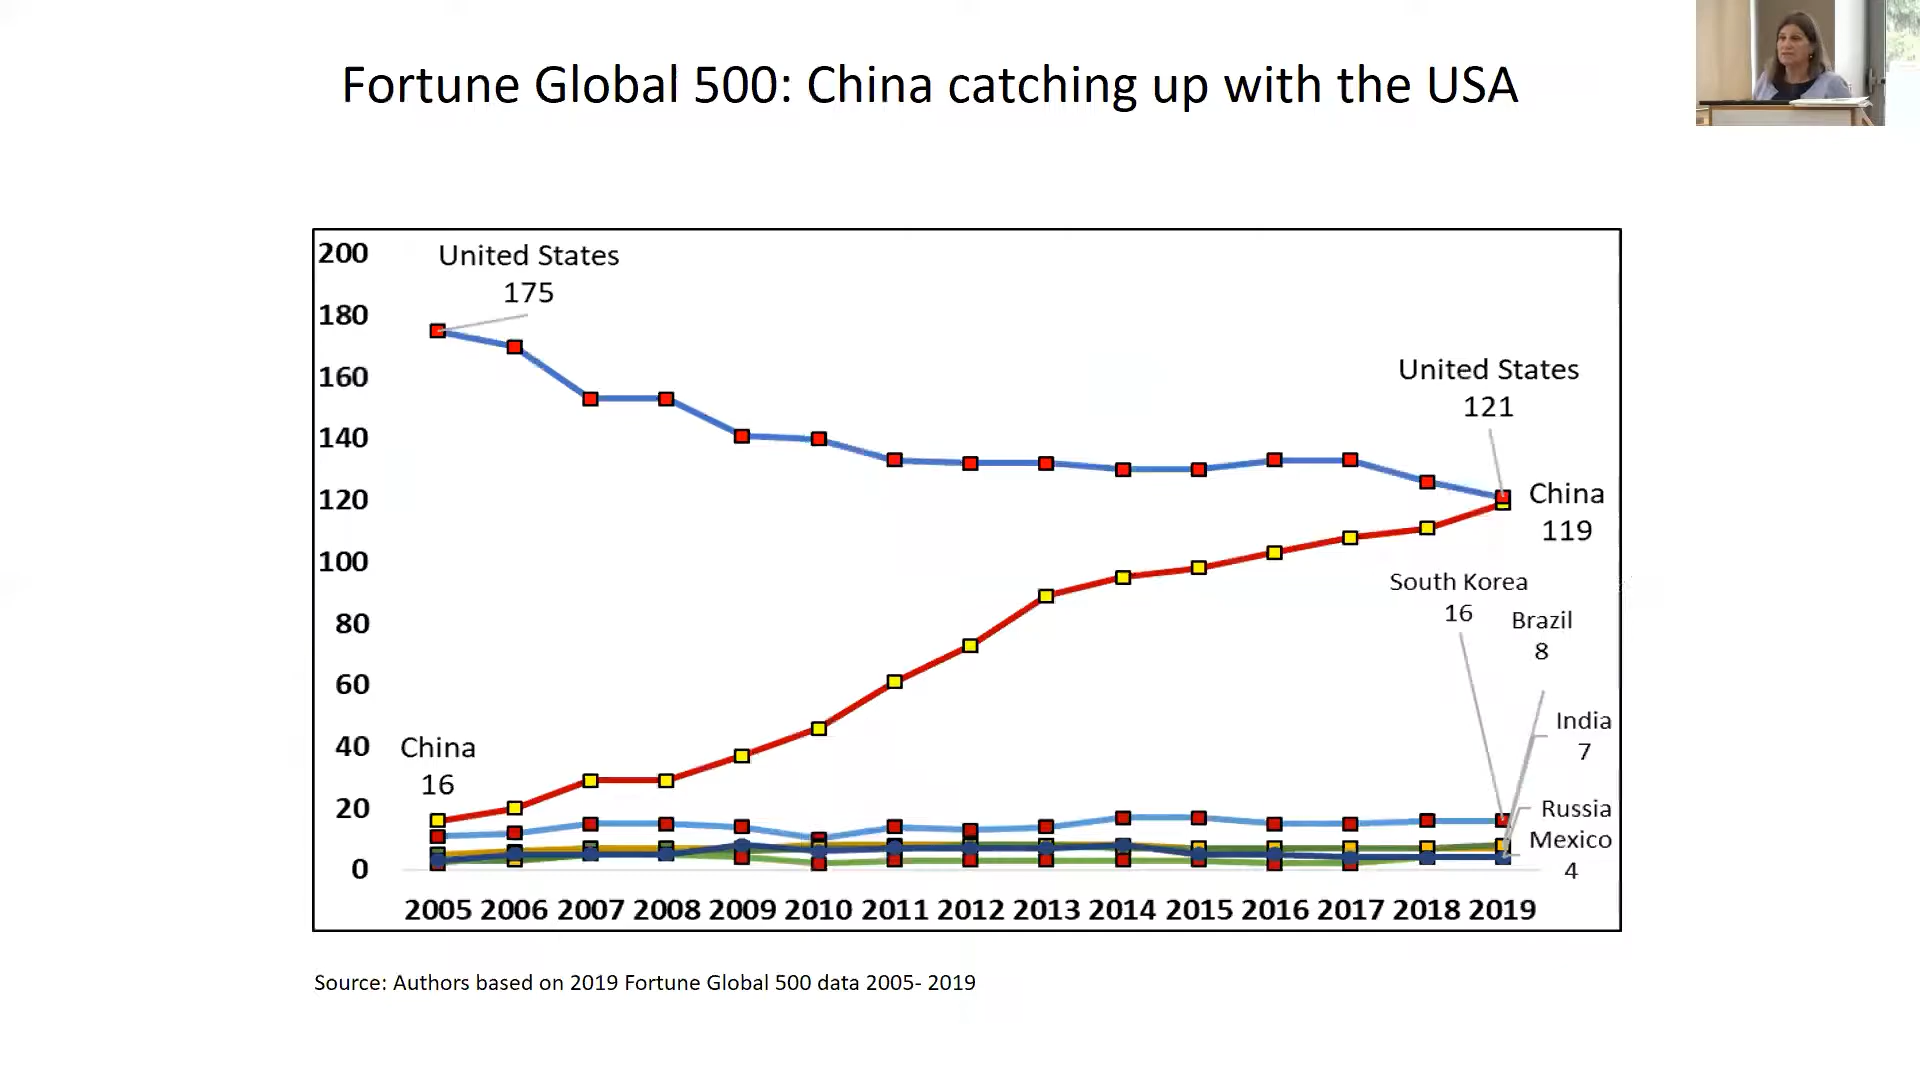 Fortune Global 500: China catching up with the USA
200
180
160
140
120
100
80
60
40
20
0
United States
175
United States
121
China
119
South Korea
16
Brazil
8
India
7
Russia
Mexico
4
China
16
2005 2006 2007 2008 2009 2010 2011 2012 2013 2014 2015 2016 2017 2018 2019
Source: Authors based on 2019 Fortune Global 500 data 2005- 2019